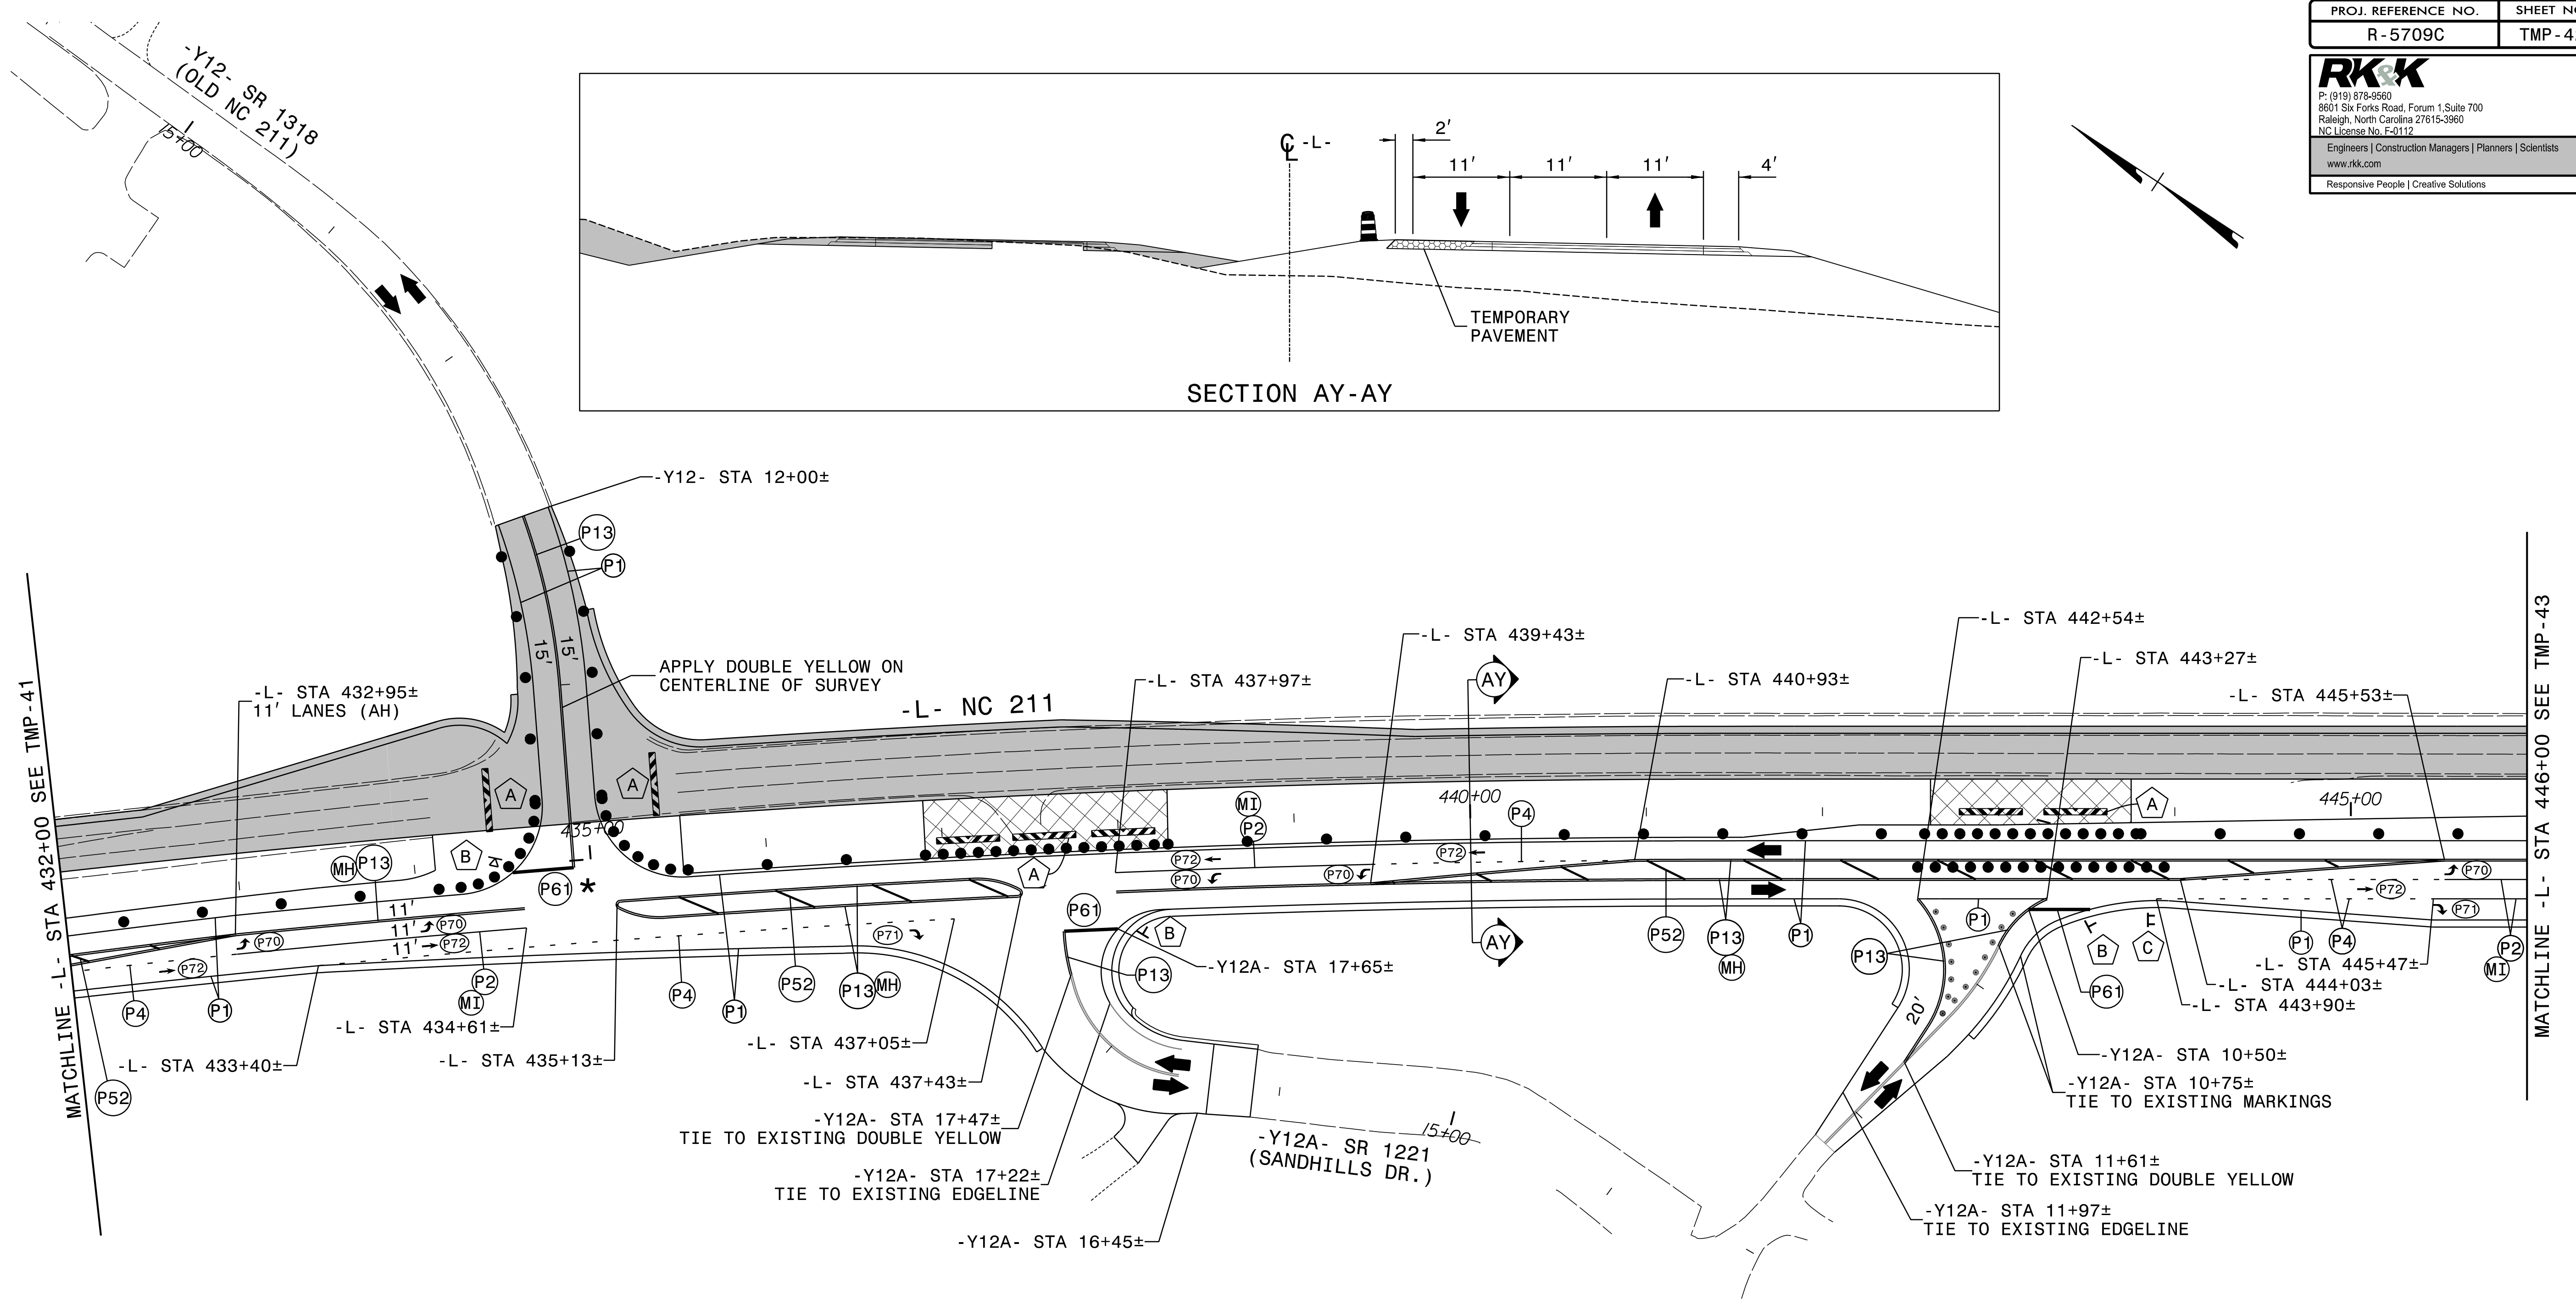 PROJ. REFERENCE NO.
R-5709C
RK&K
P: (919) 878-9560
8601 Six Forks Road, Forum 1,Suite 700
Raleigh, North Carolina 27615-3960
NC License No. F-0112
Engineers | Construction Managers | Planners | Scientists
www.rkk.com
Responsive People | Creative Solutions
-Y12- SR 1318
(OLD NC 211)
15+00
CL -L-
2'
11'
11'
11'
4'
TEMPORARY
PAVEMENT
SECTION AY-AY
-Y12- STA 12+00±
P13
P1
15'
15'
APPLY DOUBLE YELLOW ON
CENTERLINE OF SURVEY
-L- STA 432+95±
11' LANES (AH)
-L- NC 211
-L- STA 437+97±
-L- STA 439+43±
AY
-L- STA 440+93±
-L- STA 442+54±
-L- STA 443+27±
-L- STA 445+53±
MATCHLINE -L- STA 432+00 SEE TMP-41
MATCHLINE -L- STA 446+00 SEE TMP-43
A
A
435+00
440+00
445+00
MI
P2
P4
A
MH
P13
B
P61
*
A
P72
P70
P70
P72
P70
11'
11'
11'
P70
P72
P70
P72
P72
P71
P71
P61
B
P13
P52
P13
MH
P1
AY
P13
P1
20'
B
C
P61
P1
P4
P2
MI
P4
P1
P2
MI
P4
P1
P52
P13
MH
P52
-L- STA 433+40±
-L- STA 434+61±
-L- STA 435+13±
-L- STA 437+05±
-L- STA 437+43±
-Y12A- STA 17+65±
-Y12A- STA 17+47±
TIE TO EXISTING DOUBLE YELLOW
-Y12A- STA 17+22±
TIE TO EXISTING EDGELINE
-Y12A- STA 16+45±
-Y12A- SR 1221
(SANDHILLS DR.)
15+00
-L- STA 445+47±
-L- STA 444+03±
-L- STA 443+90±
-Y12A- STA 10+50±
-Y12A- STA 10+75±
TIE TO EXISTING MARKINGS
-Y12A- STA 11+61±
TIE TO EXISTING DOUBLE YELLOW
-Y12A- STA 11+97±
TIE TO EXISTING EDGELINE